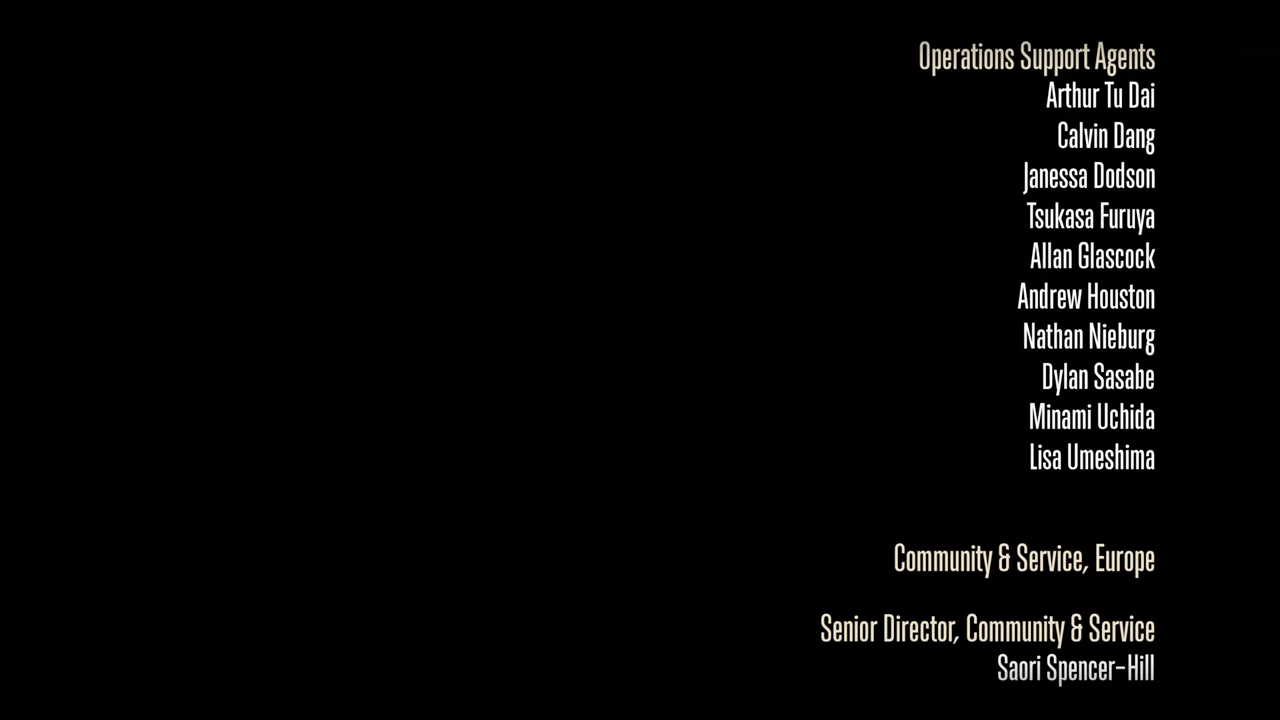 Operations Support Agents
Arthur Tu Dai
Calvin Dang
Janessa Dodson
Tsukasa Furuya
Allan Glascock
Andrew Houston
Nathan Nieburg
Dylan Sasabe
Minami Uchida
Lisa Umeshima
Community & Service, Europe
Senior Director, Community & Service
Saori Spencer-Hill